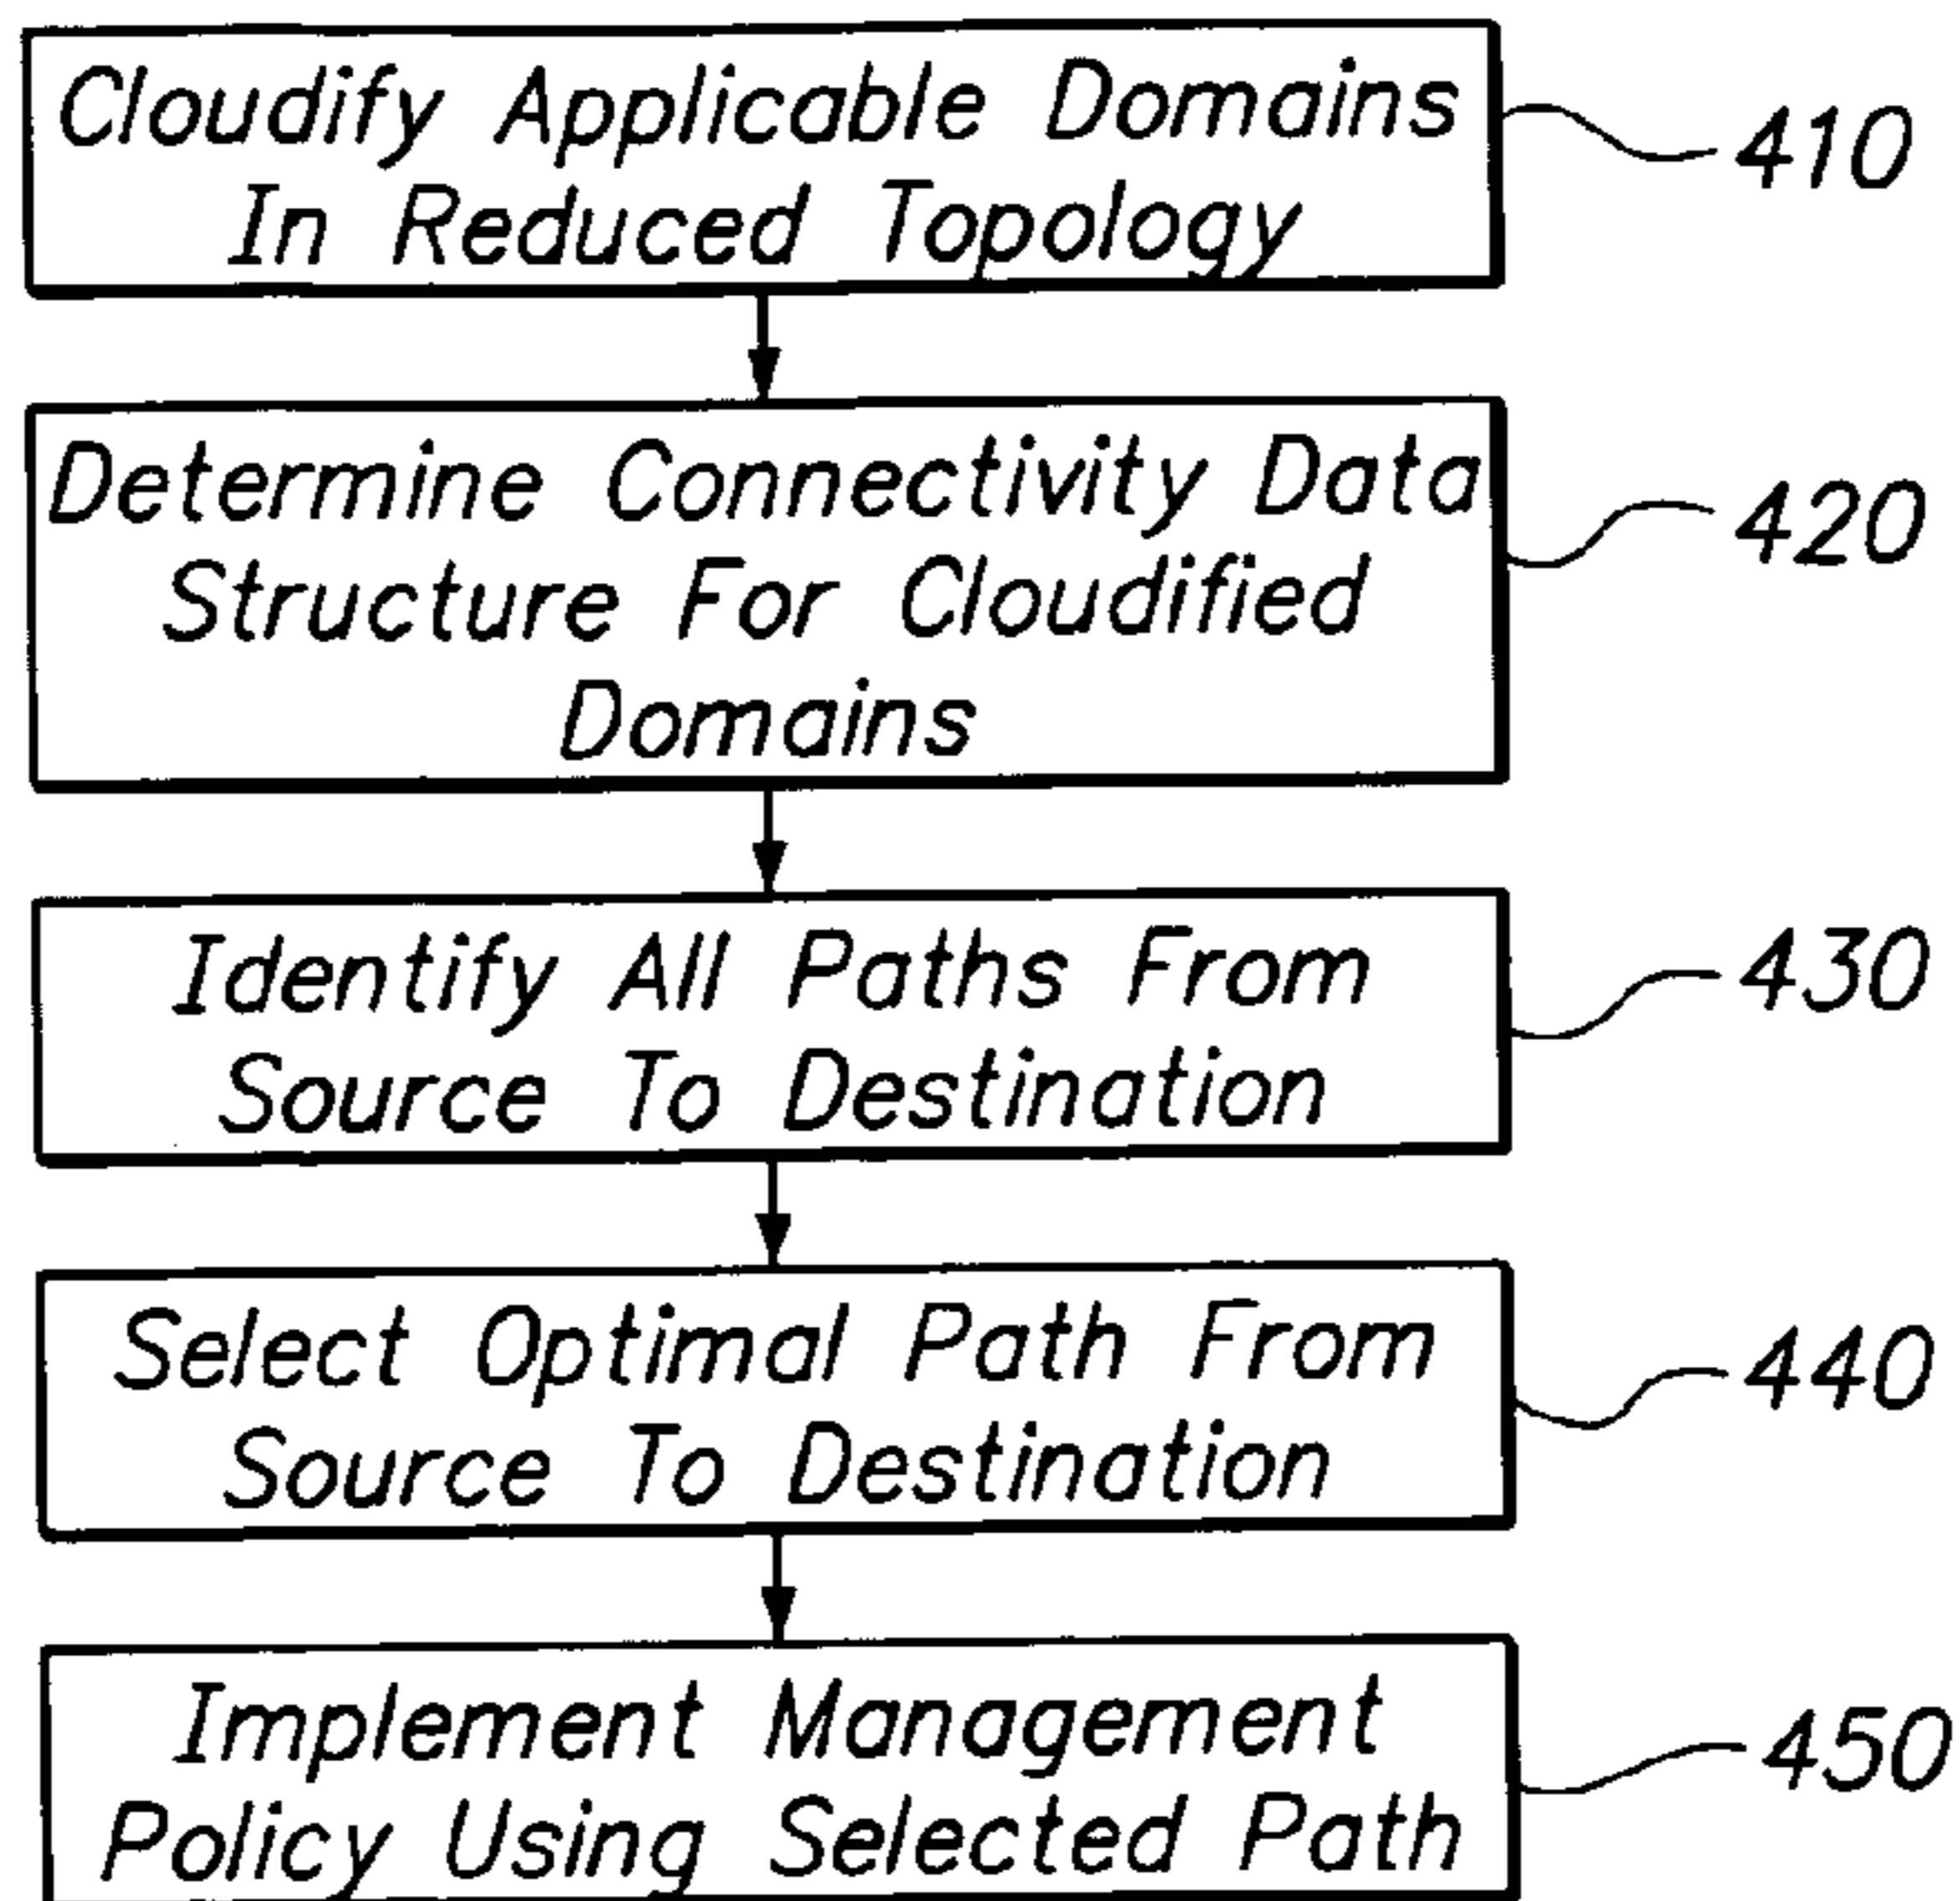 Cloudify Applicable Domains
In Reduced Topology
410
Determine Connectivity Data
Structure For Cloudified
Domains
420
Identify All Paths From
Source To Destination
430
Select Optimal Path From
Source To Destination
440
Implement Management
Policy Using Selected Path
450